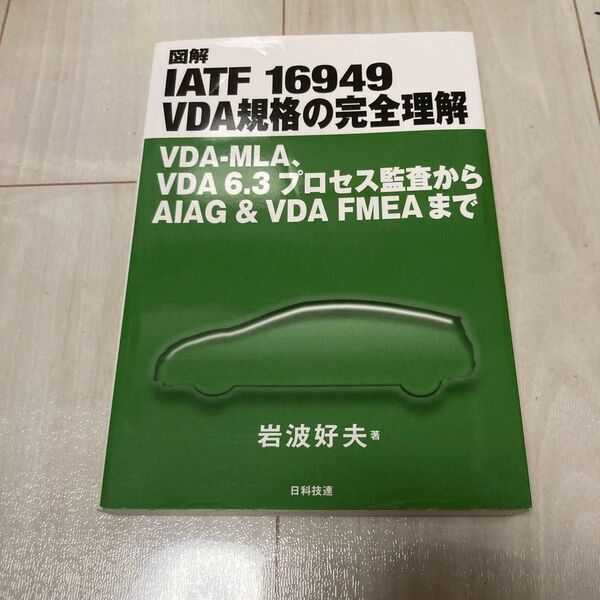 図解
IATF 16949
VDA規格の完全理解
VDA-MLA、
VDA 6.3 プロセス監査から
AIAG & VDA FMEAまで
岩波好夫 著
日科技連